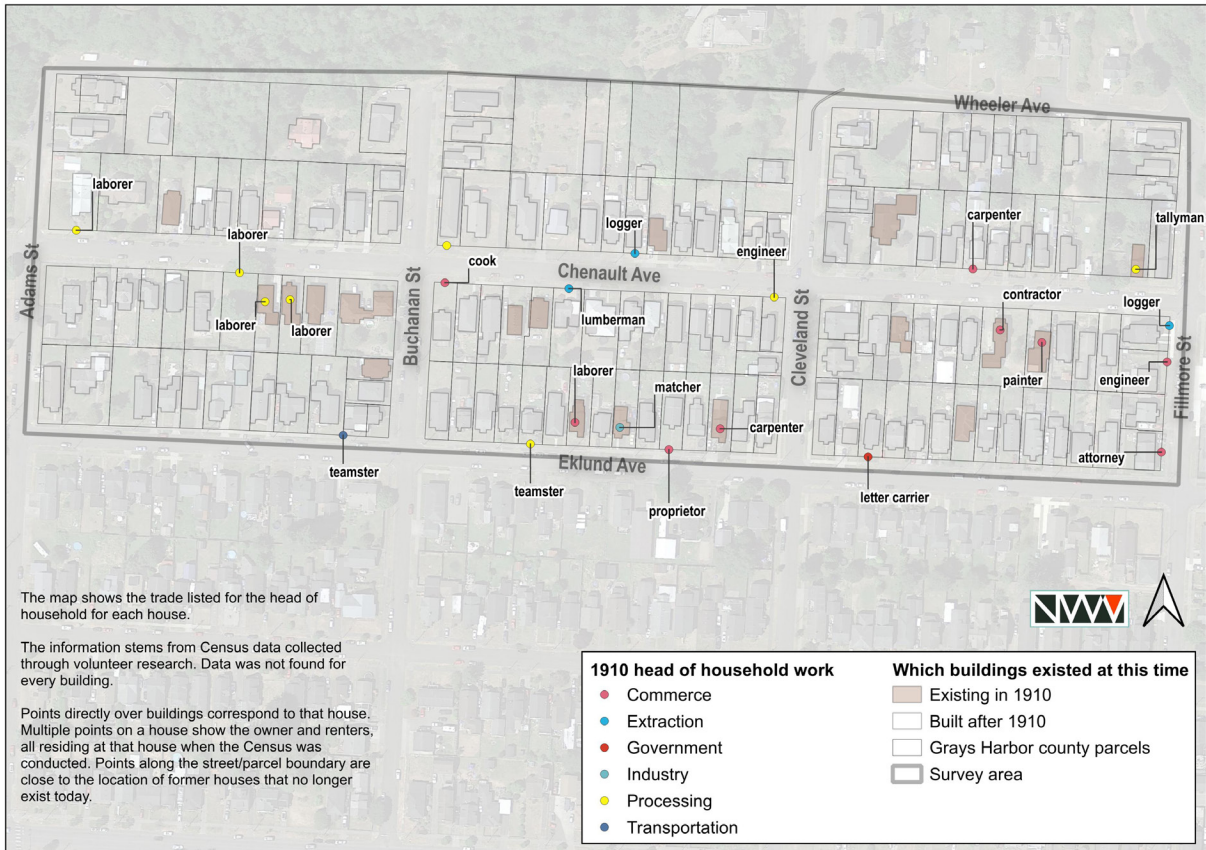 Wheeler Ave
laborer
laborer
logger
carpenter
tallyman
engineer
cook
Chenault Ave
Adams St
Buchanan St
Cleveland St
Fillmore St
contractor
logger
lumberman
laborer
laborer
laborer
matcher
painter
engineer
carpenter
attorney
Eklund Ave
teamster
teamster
proprietor
letter carrier
The map shows the trade listed for the head of
household for each house.
The information stems from Census data collected
through volunteer research. Data was not found for
every building.
Points directly over buildings correspond to that house.
Multiple points on a house show the owner and renters,
all residing at that house when the Census was
conducted. Points along the street/parcel boundary are
close to the location of former houses that no longer
exist today.
NWV
1910 head of household work
Commerce
Extraction
Government
Industry
Processing
Transportation
Which buildings existed at this time
Existing in 1910
Built after 1910
Grays Harbor county parcels
Survey area